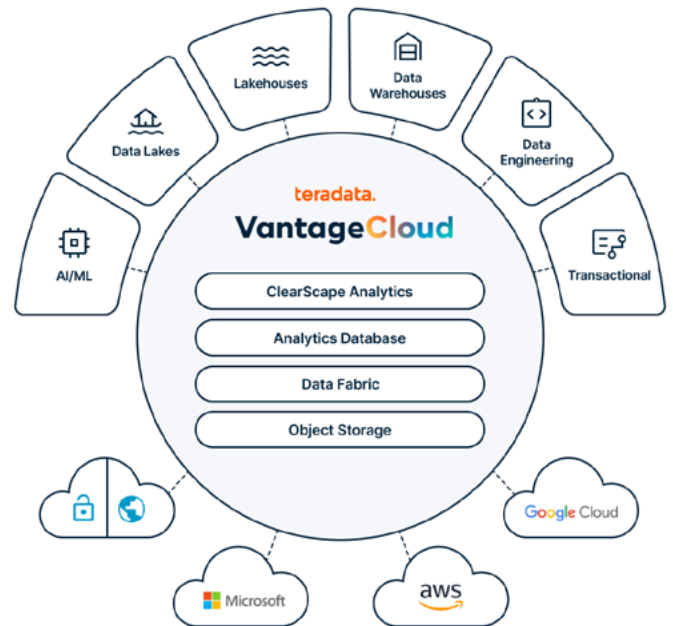 Lakehouses
Data
Warehouses
Data Lakes
Data
Engineering
AI/ML
Transactional
teradata.
VantageCloud
ClearScape Analytics
Analytics Database
Data Fabric
Object Storage
Google Cloud
Microsoft
aws